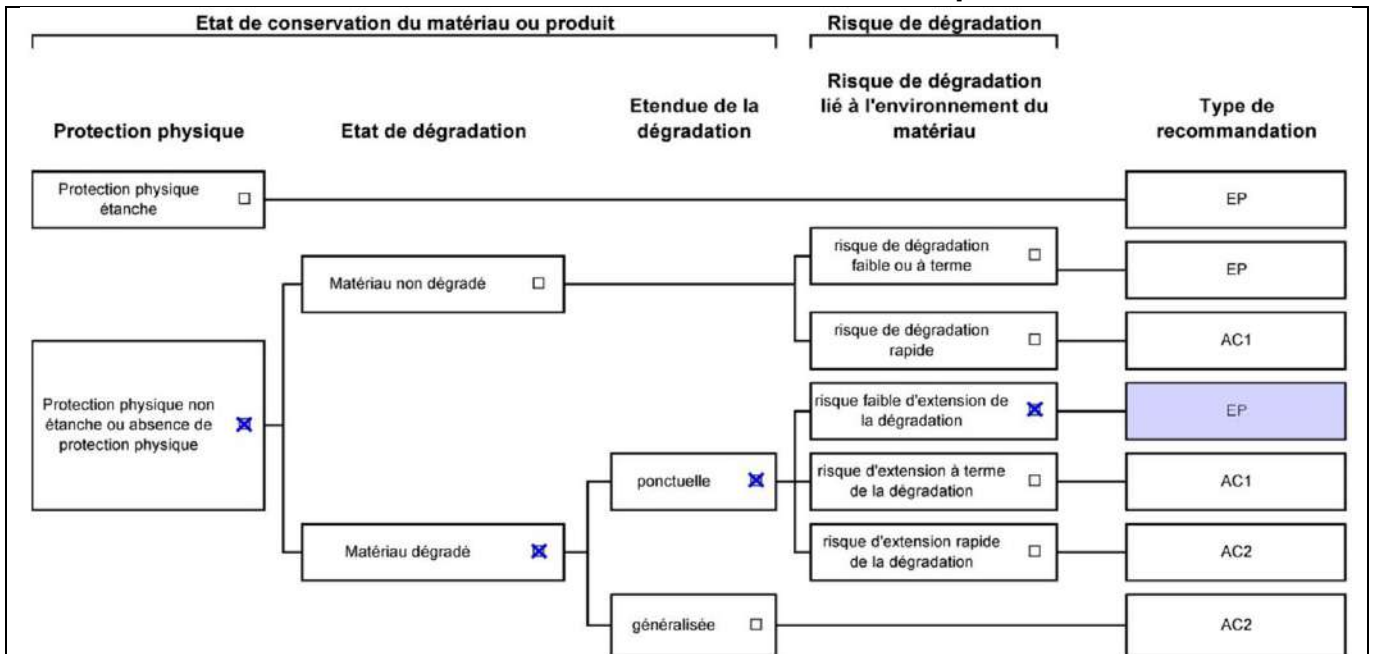 Etat de conservation du matériau ou produit
Risque de dégradation
Protection physique
Etat de dégradation
Etendue de la
dégradation
Risque de dégradation
lié à l'environnement du
matériau
Type de
recommandation
Protection physique
étanche
EP
risque de dégradation
faible ou à terme
EP
Matériau non dégradé
risque de dégradation
rapide
AC1
Protection physique non
étanche ou absence de
protection physique
risque faible d'extension de
la dégradation
EP
ponctuelle
risque d'extension à terme
de la dégradation
AC1
Matériau dégradé
risque d'extension rapide
de la dégradation
AC2
généralisée
AC2